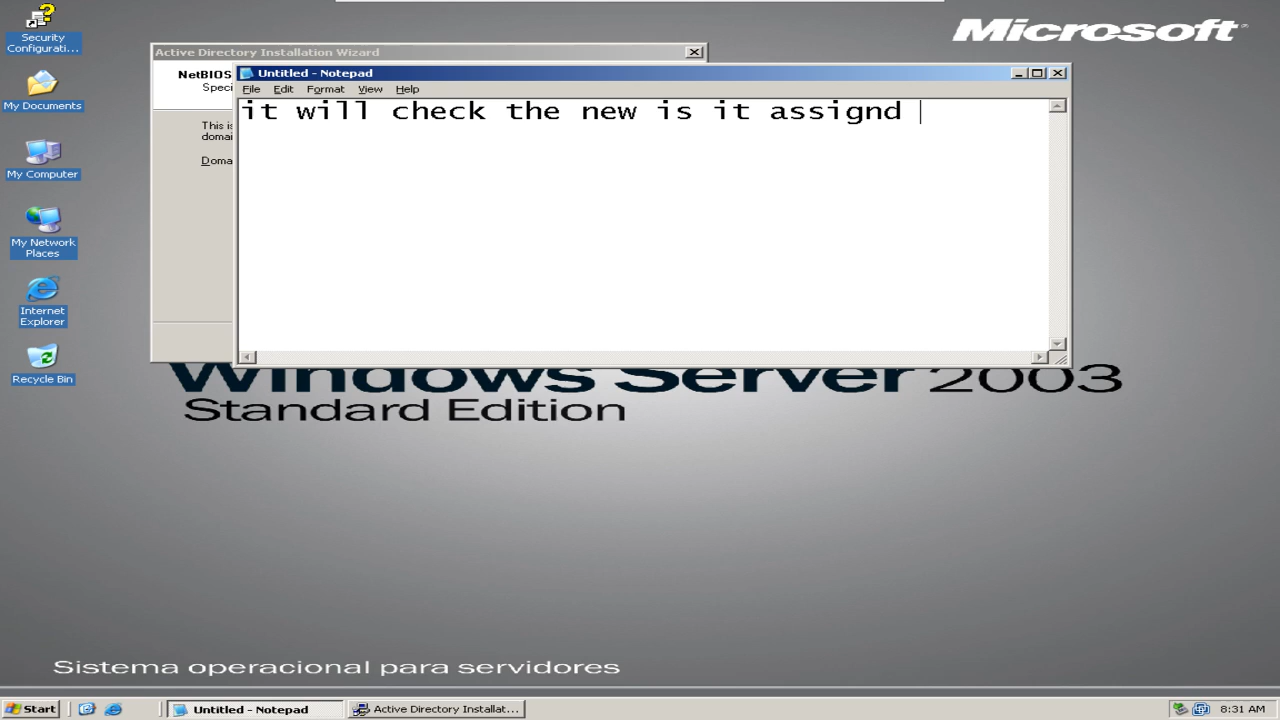 Security
Configurati...
My Documents
My Computer
My Network
Places
Internet
Explorer
Recycle Bin
Microsoft
Active Directory Installation Wizard
NetBIOS
Speci
This is
domai
Doma
Untitled - Notepad
File Edit Format View Help
it will check the new is it assignd
Windows Server 2003
Standard Edition
Sistema operacional para servidores
Start
Untitled - Notepad
Active Directory Installat...
8:31 AM